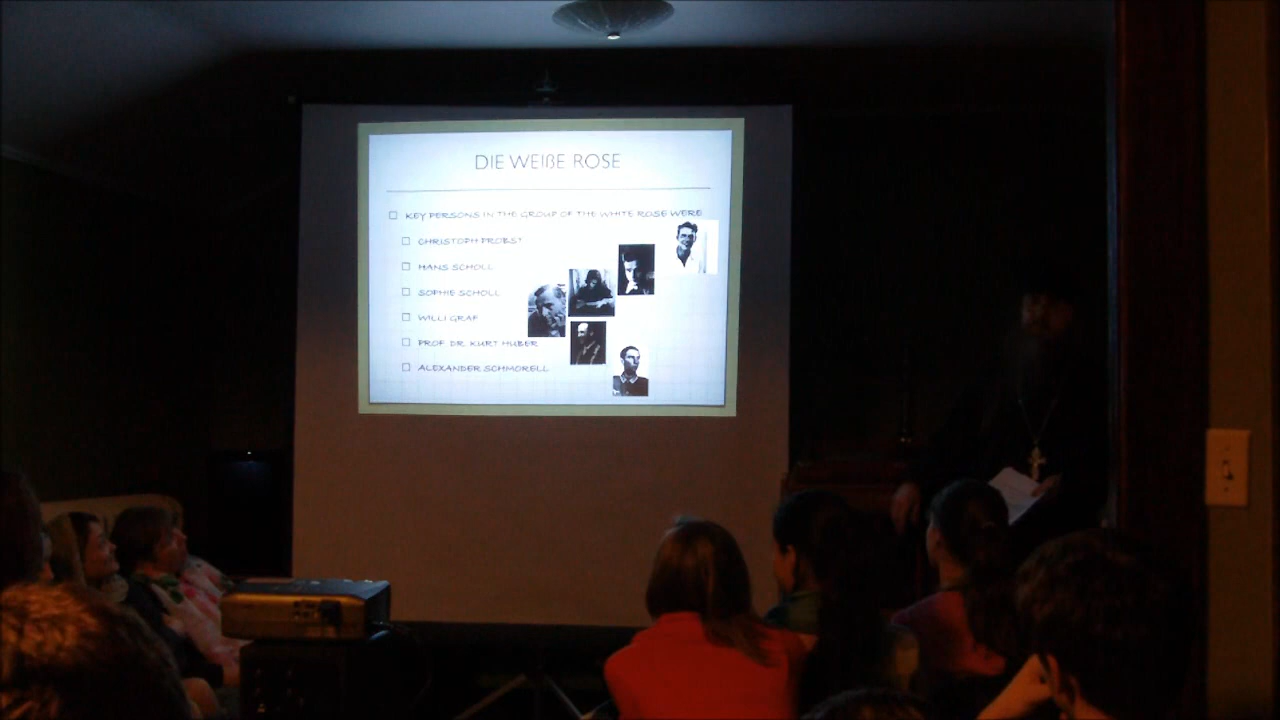 DIE WEIßE ROSE
KEY PERSONS IN THE GROUP OF THE WHITE ROSE WERE
CHRISTOPH PROBST
HANS SCHOLL
SOPHIE SCHOLL
WILLI GRAF
PROF. DR. KURT HUBER
ALEXANDER SCHMORELL